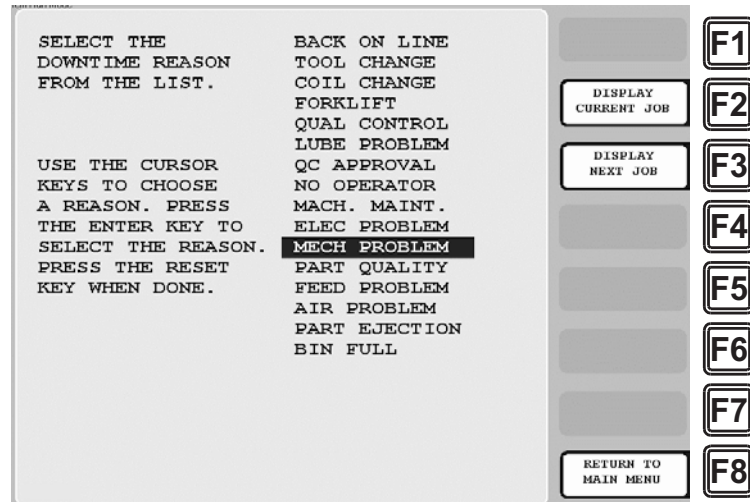 SELECT THE
DOWNTIME REASON
FROM THE LIST.
USE THE CURSOR
KEYS TO CHOOSE
A REASON. PRESS
THE ENTER KEY TO
SELECT THE REASON.
PRESS THE RESET
KEY WHEN DONE.
BACK ON LINE
TOOL CHANGE
COIL CHANGE
FORKLIFT
QUAL CONTROL
LUBE PROBLEM
QC APPROVAL
NO OPERATOR
MACH. MAINT.
ELEC PROBLEM
MECH PROBLEM
PART QUALITY
FEED PROBLEM
AIR PROBLEM
PART EJECTION
BIN FULL
F1
DISPLAY
CURRENT JOB
F2
DISPLAY
NEXT JOB
F3
F4
F5
F6
F7
RETURN TO
MAIN MENU
F8